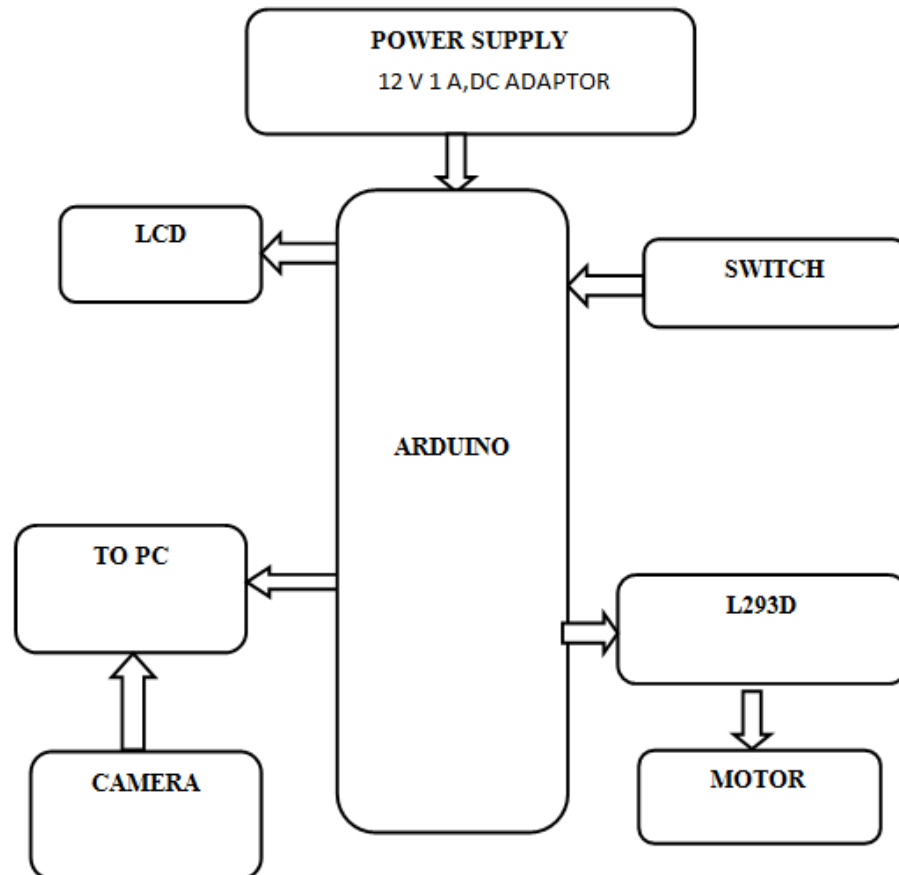 POWER SUPPLY
12 V 1 A,DC ADAPTOR
LCD
SWITCH
ARDUINO
TO PC
L293D
CAMERA
MOTOR